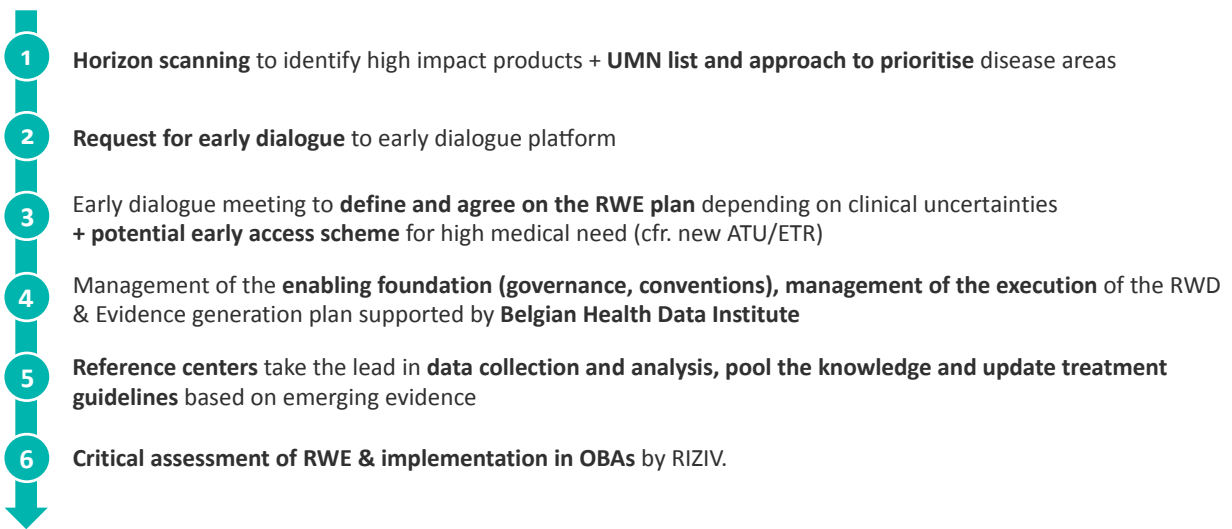 1
Horizon scanning to identify high impact products + UMN list and approach to prioritise disease areas
2
Request for early dialogue to early dialogue platform
3
Early dialogue meeting to define and agree on the RWE plan depending on clinical uncertainties
+ potential early access scheme for high medical need (cfr. new ATU/ETR)
4
Management of the enabling foundation (governance, conventions), management of the execution of the RWD
& Evidence generation plan supported by Belgian Health Data Institute
5
Reference centers take the lead in data collection and analysis, pool the knowledge and update treatment
guidelines based on emerging evidence
6
Critical assessment of RWE & implementation in OBAs by RIZIV.